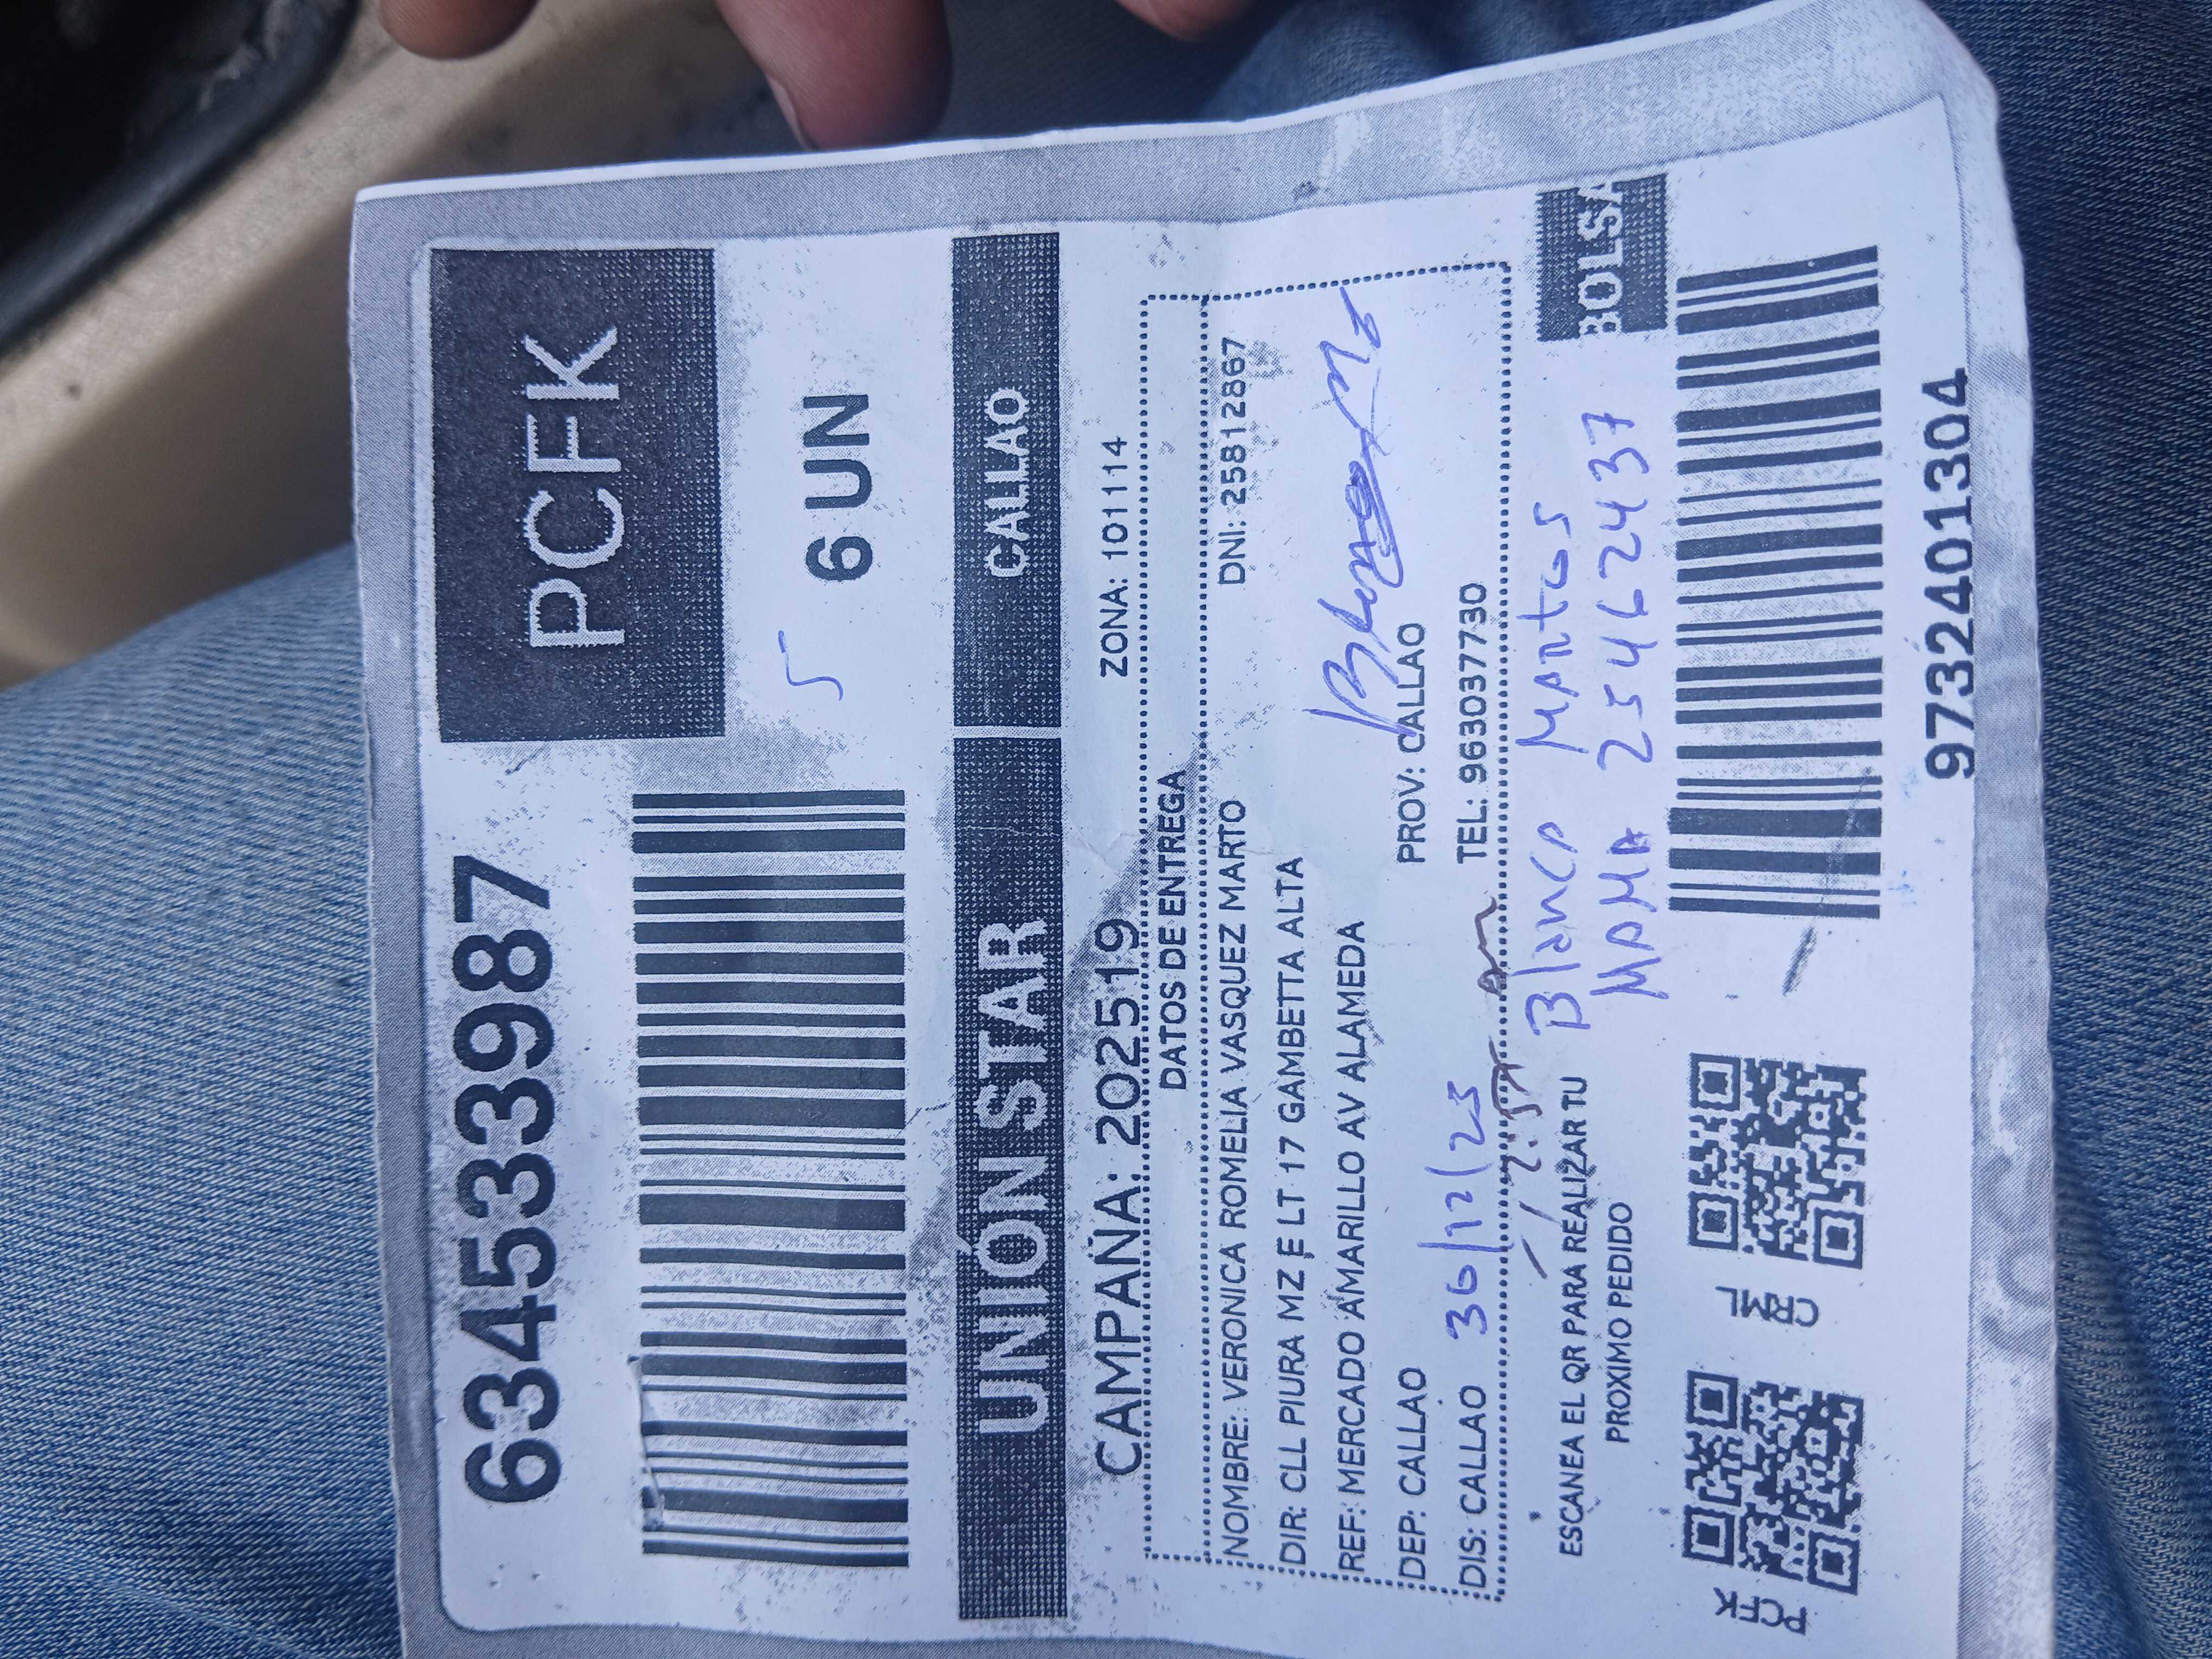 634533987
PCFK
5
6 UN
UNIÓN STAR
CALLAO
CAMPAÑA: 202519
ZONA: 101114
DATOS DE ENTREGA
NOMBRE: VERONICA ROMELIA VASQUEZ MARTO
DNI: 25812867
DIR: CLL PIURA MZ E LT 17 GAMBETTA ALTA
REF: MERCADO AMARILLO AV ALAMEDA
DEP: CALLAO
PROV: CALLAO
DIS: CALLAO 30/12/25
TEL: 963037730
ESCANEA EL QR PARA REALIZAR TU
PROXIMO PEDIDO
Blanca Martos
MAMA 25462437
BOLSA
PCFK
CRML
9732401304